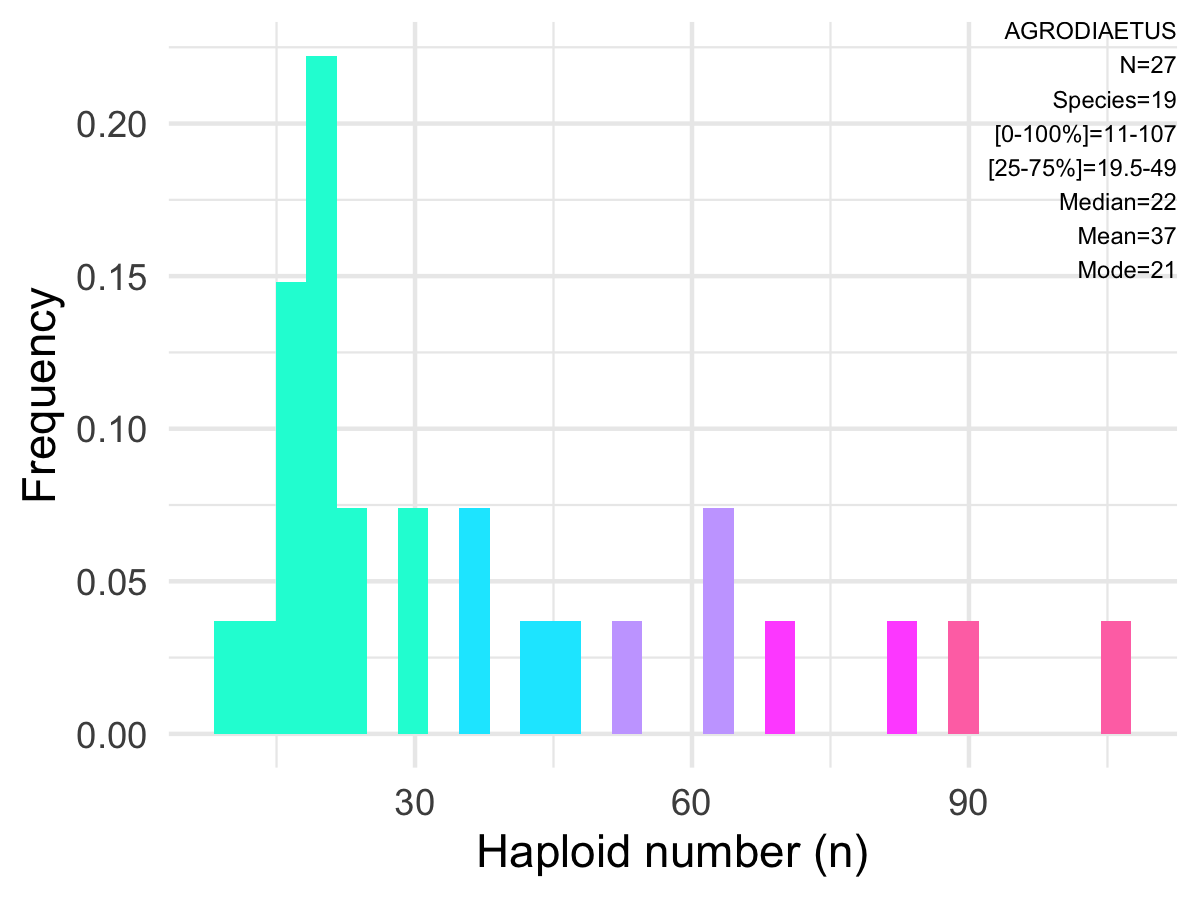 AGRODIAETUS
N=27
Species=19
[0-100%]=11-107
[25-75%]=19.5-49
Median=22
Mean=37
Mode=21
0.20
0.15
0.10
0.05
0.00
Frequency
30 60 90
Haploid number (n)